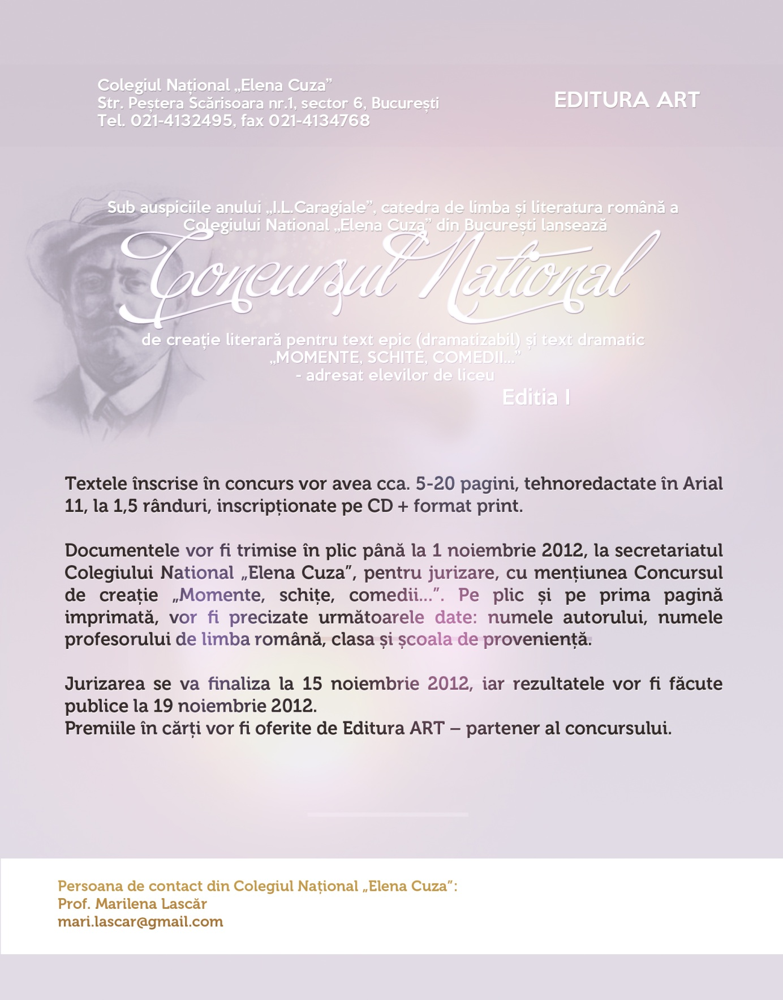 Colegiul Național „Elena Cuza”
Str. Peștera Scărisoara nr.1, sector 6, București
Tel. 021-4132495, fax 021-4134768
EDITURA ART
Sub auspiciile anului „I.L.Caragiale”, catedra de limba și literatura română a
Colegiului National „Elena Cuza” din București lansează
Concursul National
de creație literară pentru text epic (dramatizabil) și text dramatic
„MOMENTE, SCHITE, COMEDII...”
- adresat elevilor de liceu
Editia I
Textele înscrise în concurs vor avea cca. 5-20 pagini, tehnoredactate în Arial
11, la 1,5 rânduri, inscripționate pe CD + format print.
Documentele vor fi trimise în plic până la 1 noiembrie 2012, la secretariatul
Colegiului National „Elena Cuza”, pentru jurizare, cu mențiunea Concursul
de creație „Momente, schițe, comedii...”. Pe plic și pe prima pagină
imprimată, vor fi precizate următoarele date: numele autorului, numele
profesorului de limba română, clasa și școala de proveniență.
Jurizarea se va finaliza la 15 noiembrie 2012, iar rezultatele vor fi făcute
publice la 19 noiembrie 2012.
Premiile în cărți vor fi oferite de Editura ART – partener al concursului.
Persoana de contact din Colegiul Național „Elena Cuza”:
Prof. Marilena Lascăr
mari.lascar@gmail.com